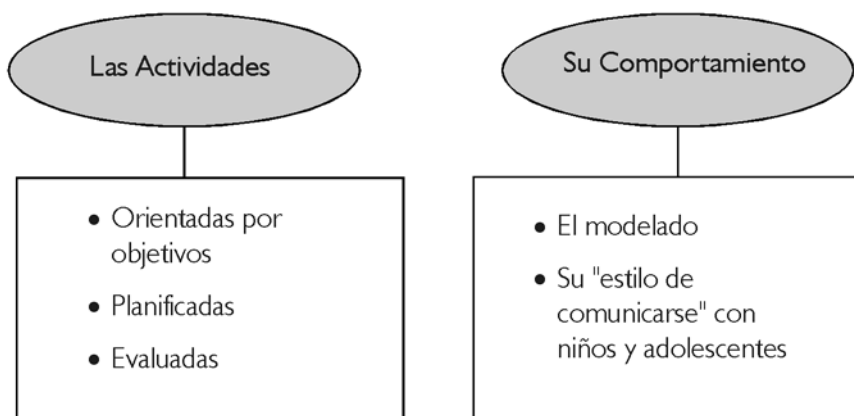 Las Actividades
• Orientadas por
objetivos
• Planificadas
• Evaluadas
Su Comportamiento
• El modelado
• Su "estilo de
comunicarse" con
niños y adolescentes